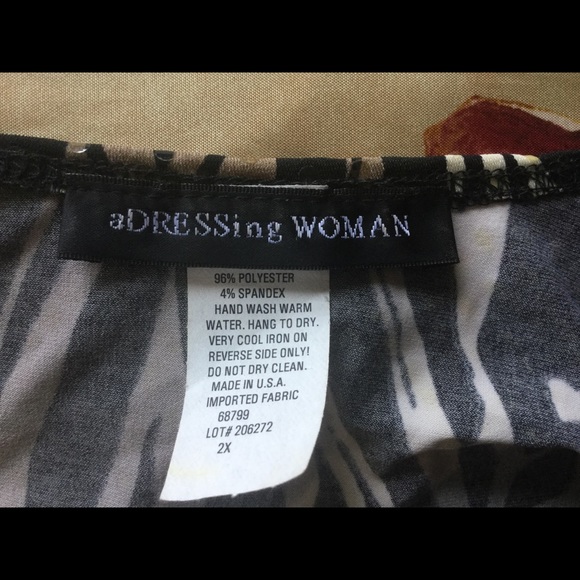 aDRESSing WOMAN
96% POLYESTER
4% SPANDEX
HAND WASH WARM
WATER. HANG TO DRY.
VERY COOL IRON ON
REVERSE SIDE ONLY!
DO NOT DRY CLEAN.
MADE IN U.S.A.
IMPORTED FABRIC
68799
LOT# 206272
2X